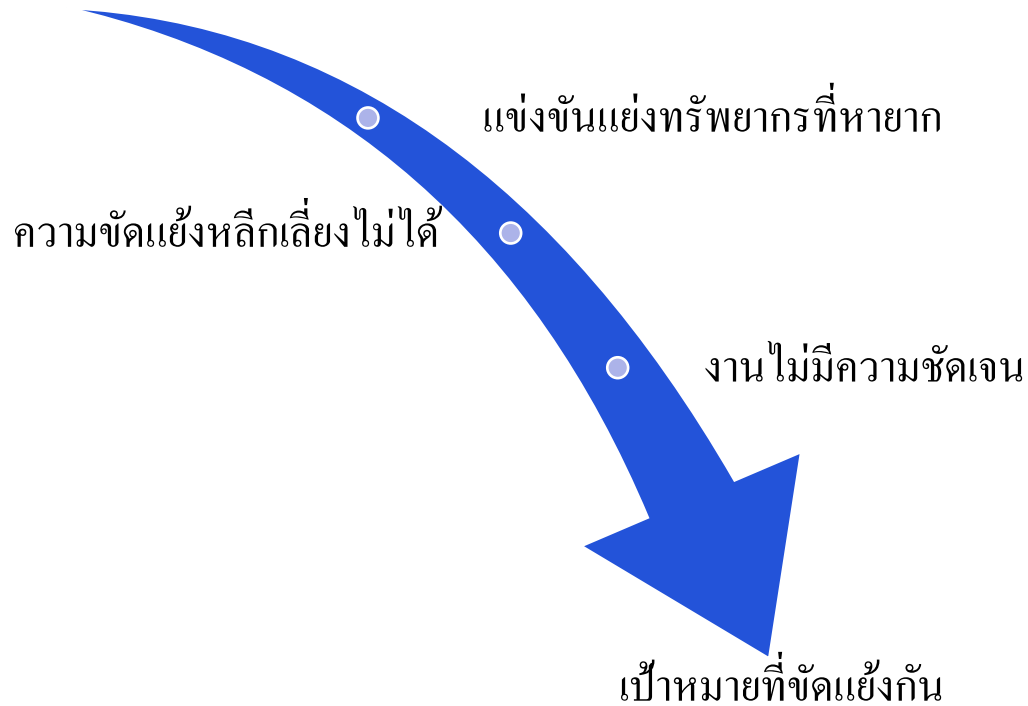 แข่งขันแย่งทรัพยากรที่หายาก
ความขัดแย้งหลีกเลี่ยงไม่ได้
งานไม่มีความชัดเจน
เป้าหมายที่ขัดแย้งกัน